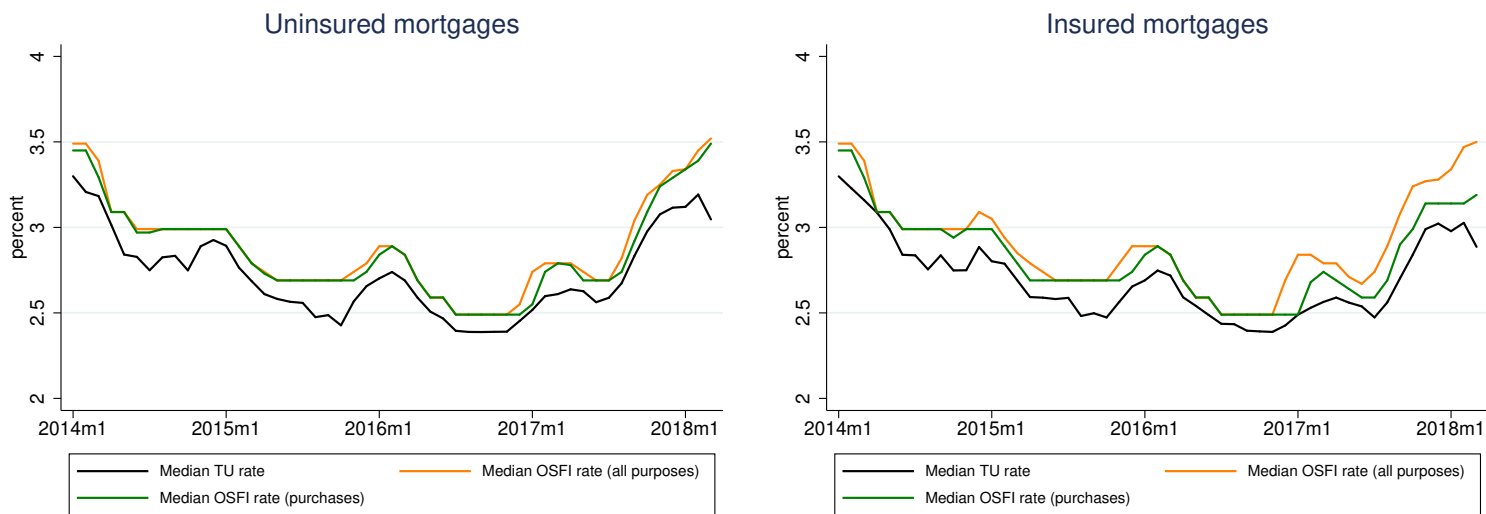 Uninsured mortgages
percent
4
3.5
3
2.5
2
2014m1 2015m1 2016m1 2017m1 2018m1
Median TU rate Median OSFI rate (all purposes)
Median OSFI rate (purchases)
Insured mortgages
percent
4
3.5
3
2.5
2
2014m1 2015m1 2016m1 2017m1 2018m1
Median TU rate Median OSFI rate (all purposes)
Median OSFI rate (purchases)